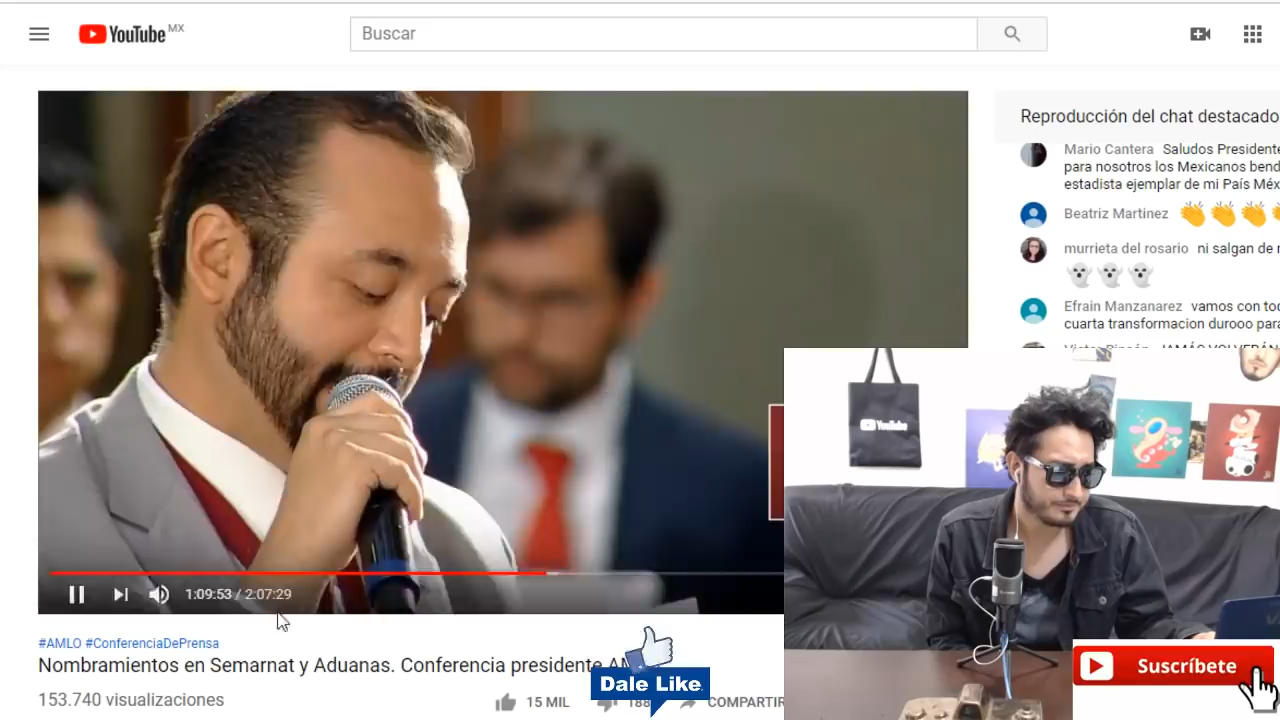 YouTube MX
Buscar
Reproducción del chat destacado
Mario Cantera Saludos Presidente
para nosotros los Mexicanos bend
estadista ejemplar de mi País Méx
Beatriz Martinez
murrieta del rosario ni salgan de
Efrain Manzanarez vamos con tod
cuarta transformacion durooo para
YouTube
1:09:53 / 2:07:29
#AMLO #ConferenciaDePrensa
Nombramientos en Semarnat y Aduanas. Conferencia presidente
153.740 visualizaciones
15 MIL
188
COMPARTIR
Dale Like
Suscríbete